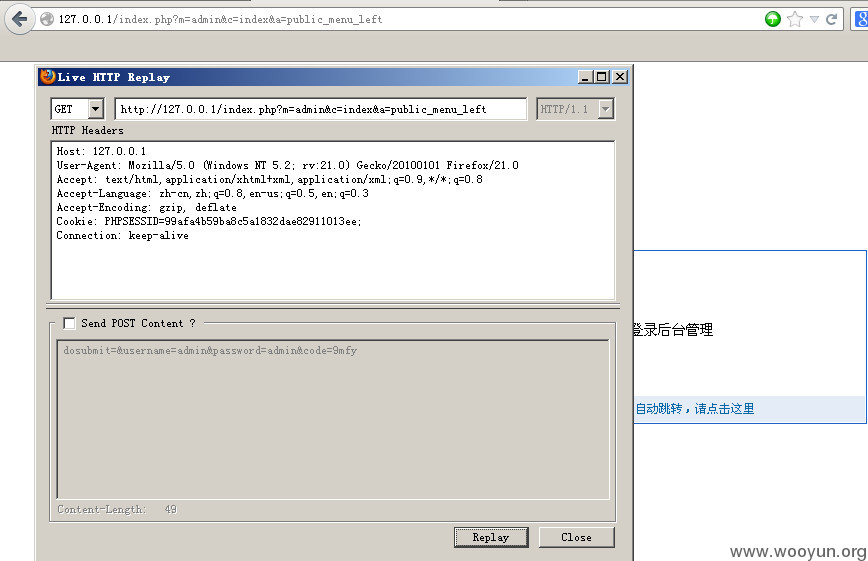 127.0.0.1/index.php?m=admin&c=index&a=public_menu_left
Live HTTP Replay
GET
http://127.0.0.1/index.php?m=admin&c=index&a=public_menu_left
HTTP/1.1
HTTP Headers
Host: 127.0.0.1
User-Agent: Mozilla/5.0 (Windows NT 5.2; rv:21.0) Gecko/20100101 Firefox/21.0
Accept: text/html,application/xhtml+xml,application/xml;q=0.9,*/*;q=0.8
Accept-Language: zh-cn,zh;q=0.8,en-us;q=0.5,en;q=0.3
Accept-Encoding: gzip, deflate
Cookie: PHPSESSID=99afa4b59ba8c5a1832dae82911013ee;
Connection: keep-alive
Send POST Content ?
dosubmit=&username=admin&password=admin&code=9mfy
登录后台管理
自动跳转，请点击这里
Content-Length: 49
Replay
Close
www.wooyun.org